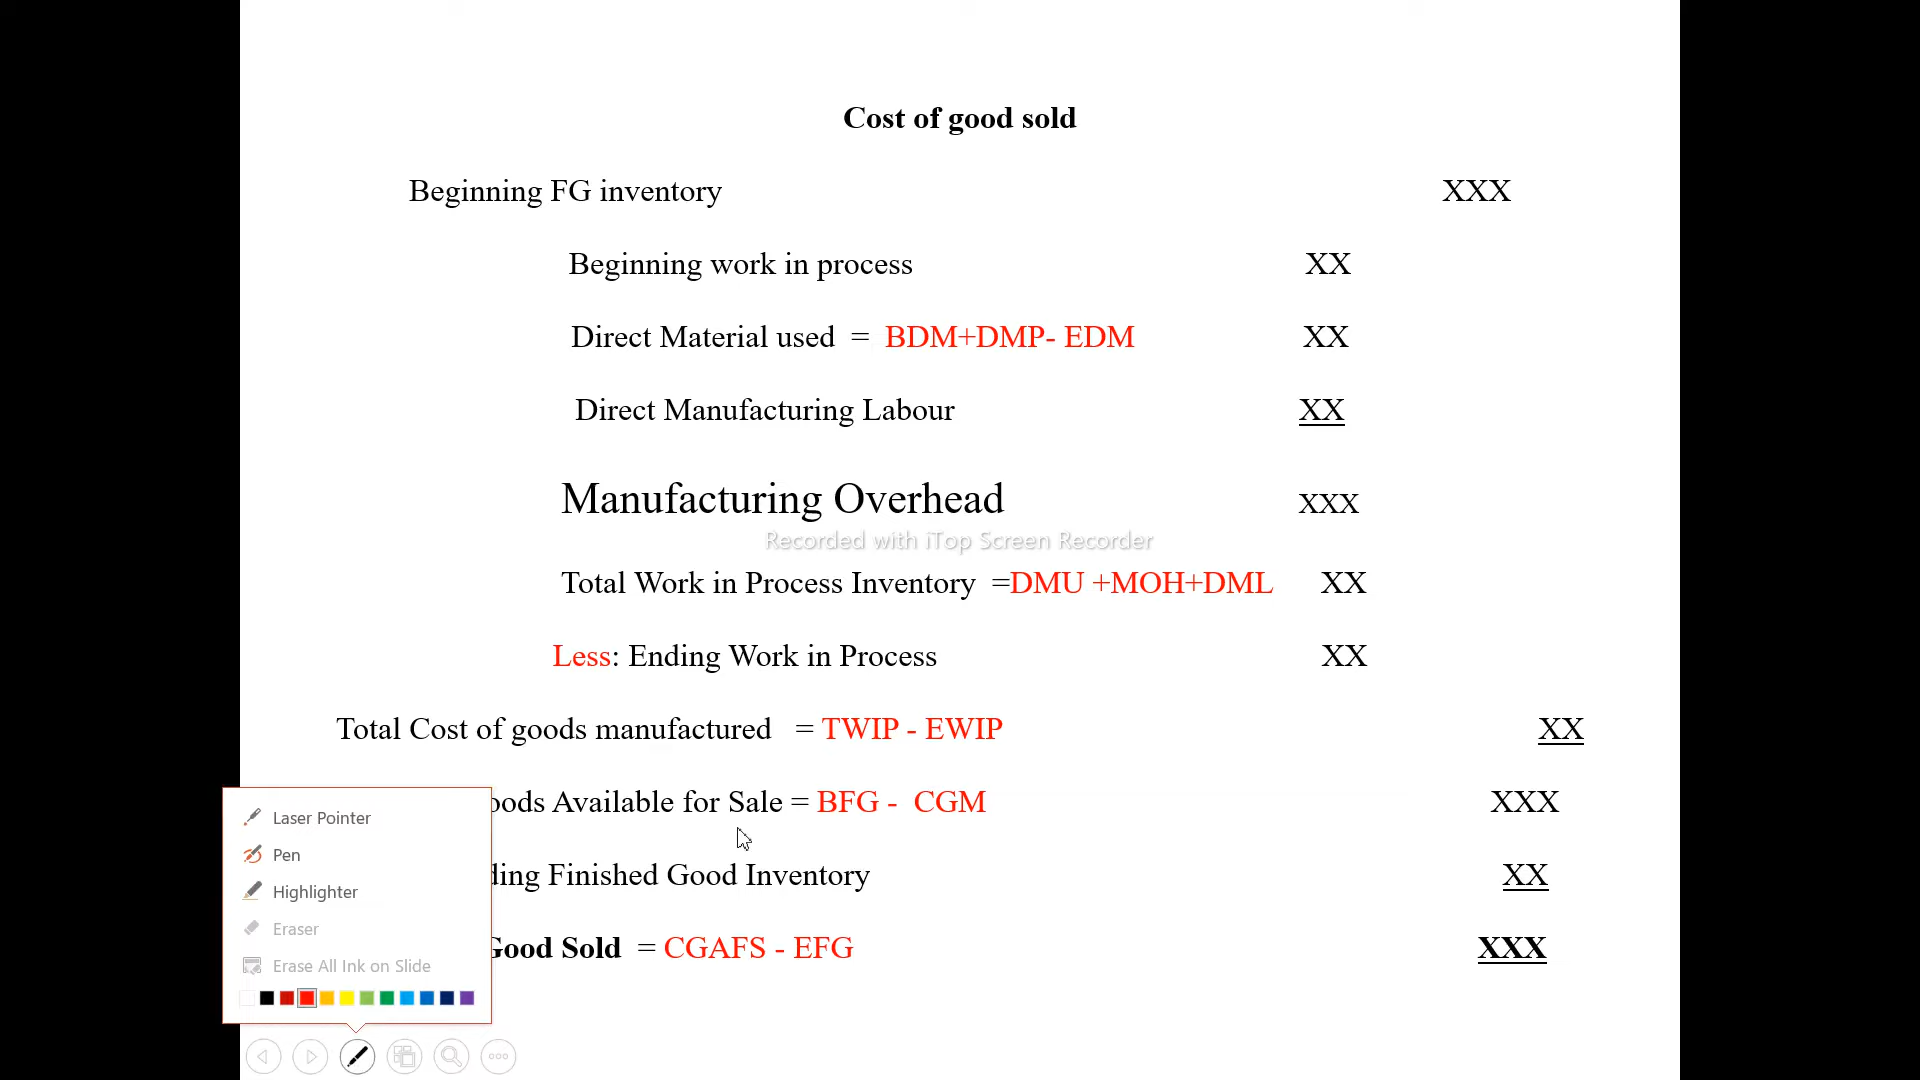 Cost of good sold
Beginning FG inventory XXX
Beginning work in process XX
Direct Material used = BDM+DMP- EDM XX
Direct Manufacturing Labour XX
Manufacturing Overhead XXX
Recorded with iTop Screen Recorder
Total Work in Process Inventory =DMU +MOH+DML XX
Less: Ending Work in Process XX
Total Cost of goods manufactured = TWIP - EWIP XX
Available for Sale = BFG - CGM XXX
Finished Good Inventory XX
Good Sold = CGAFS - EFG XXX
Laser Pointer
Pen
Highlighter
Eraser
Erase All Ink on Slide